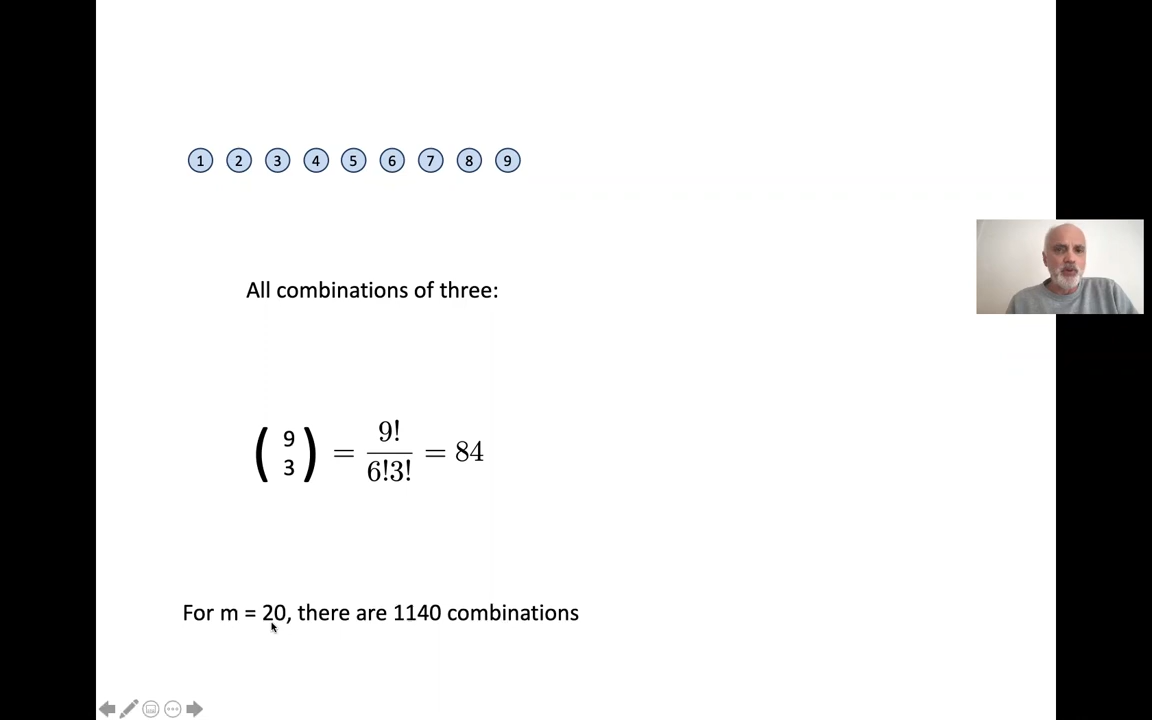 1 2 3 4 5 6 7 8 9
All combinations of three:
( 9 3 ) = 9! / 6!3! = 84
For m = 20, there are 1140 combinations